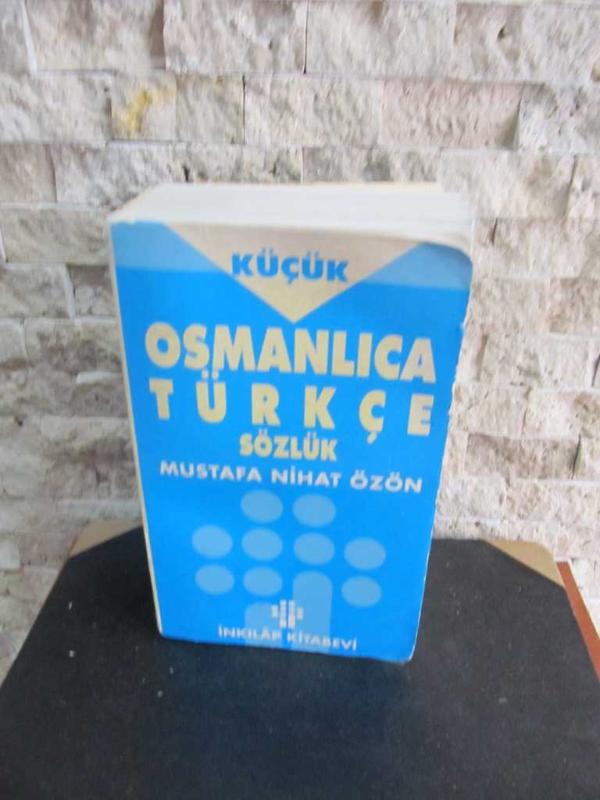 KÜÇÜK
OSMANLICA
TÜRKÇE
SÖZLÜK
MUSTAFA NİHAT ÖZÖN
İNKILÂP KİTABEVİ